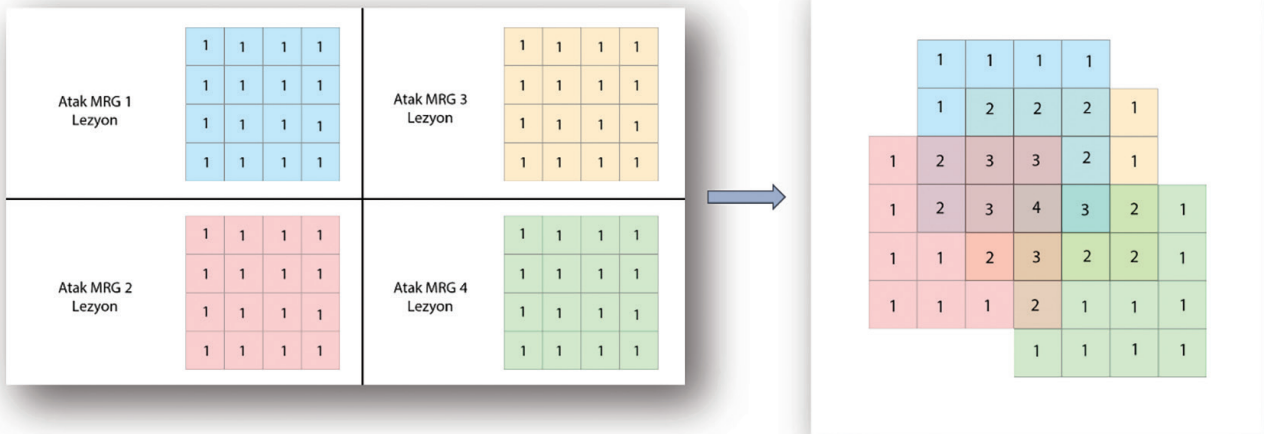 Atak MRG 1
Lezyon
1 1 1 1
1 1 1 1
1 1 1 1
1 1 1 1
Atak MRG 3
Lezyon
1 1 1 1
1 1 1 1
1 1 1 1
1 1 1 1
Atak MRG 2
Lezyon
1 1 1 1
1 1 1 1
1 1 1 1
1 1 1 1
Atak MRG 4
Lezyon
1 1 1 1
1 1 1 1
1 1 1 1
1 1 1 1
1 1 1 1
1 2 2 2 1
1 2 3 3 2 1
1 2 3 4 3 2 1
1 1 2 3 2 2 1
1 1 1 2 1 1 1
1 1 1 1